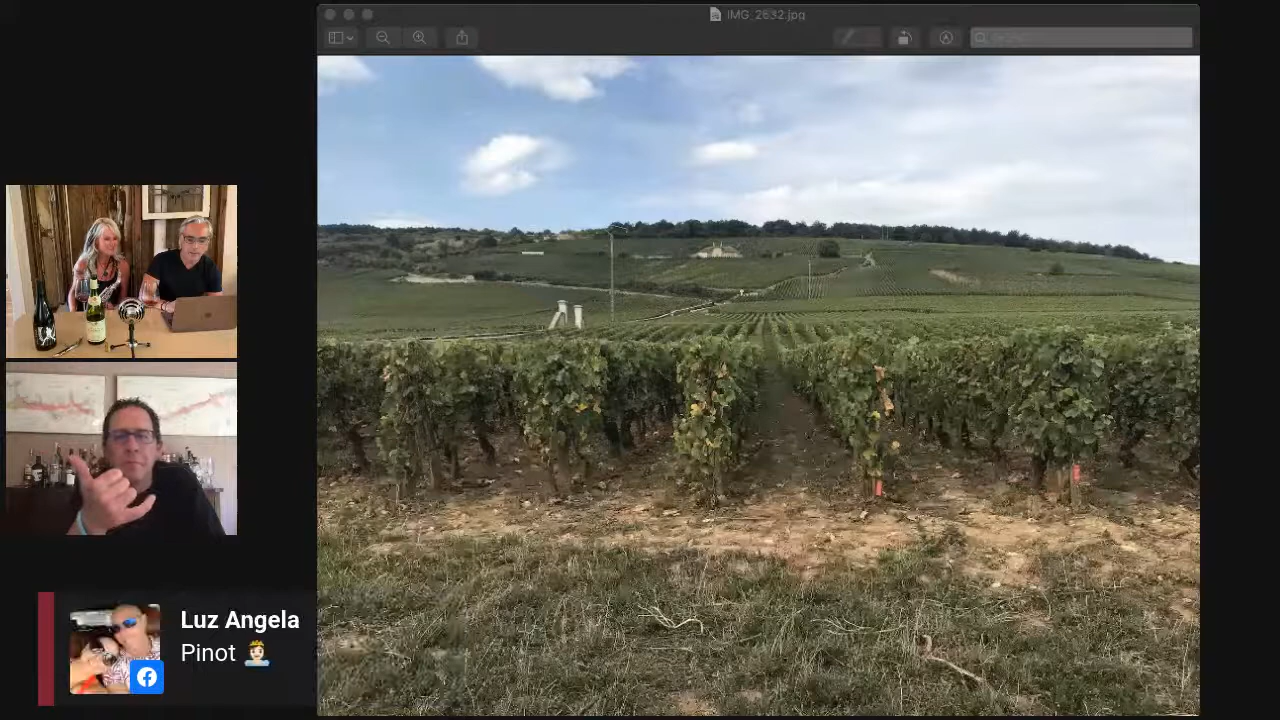 IMG_2632.jpg
Luz Angela
Pinot 👸🏻